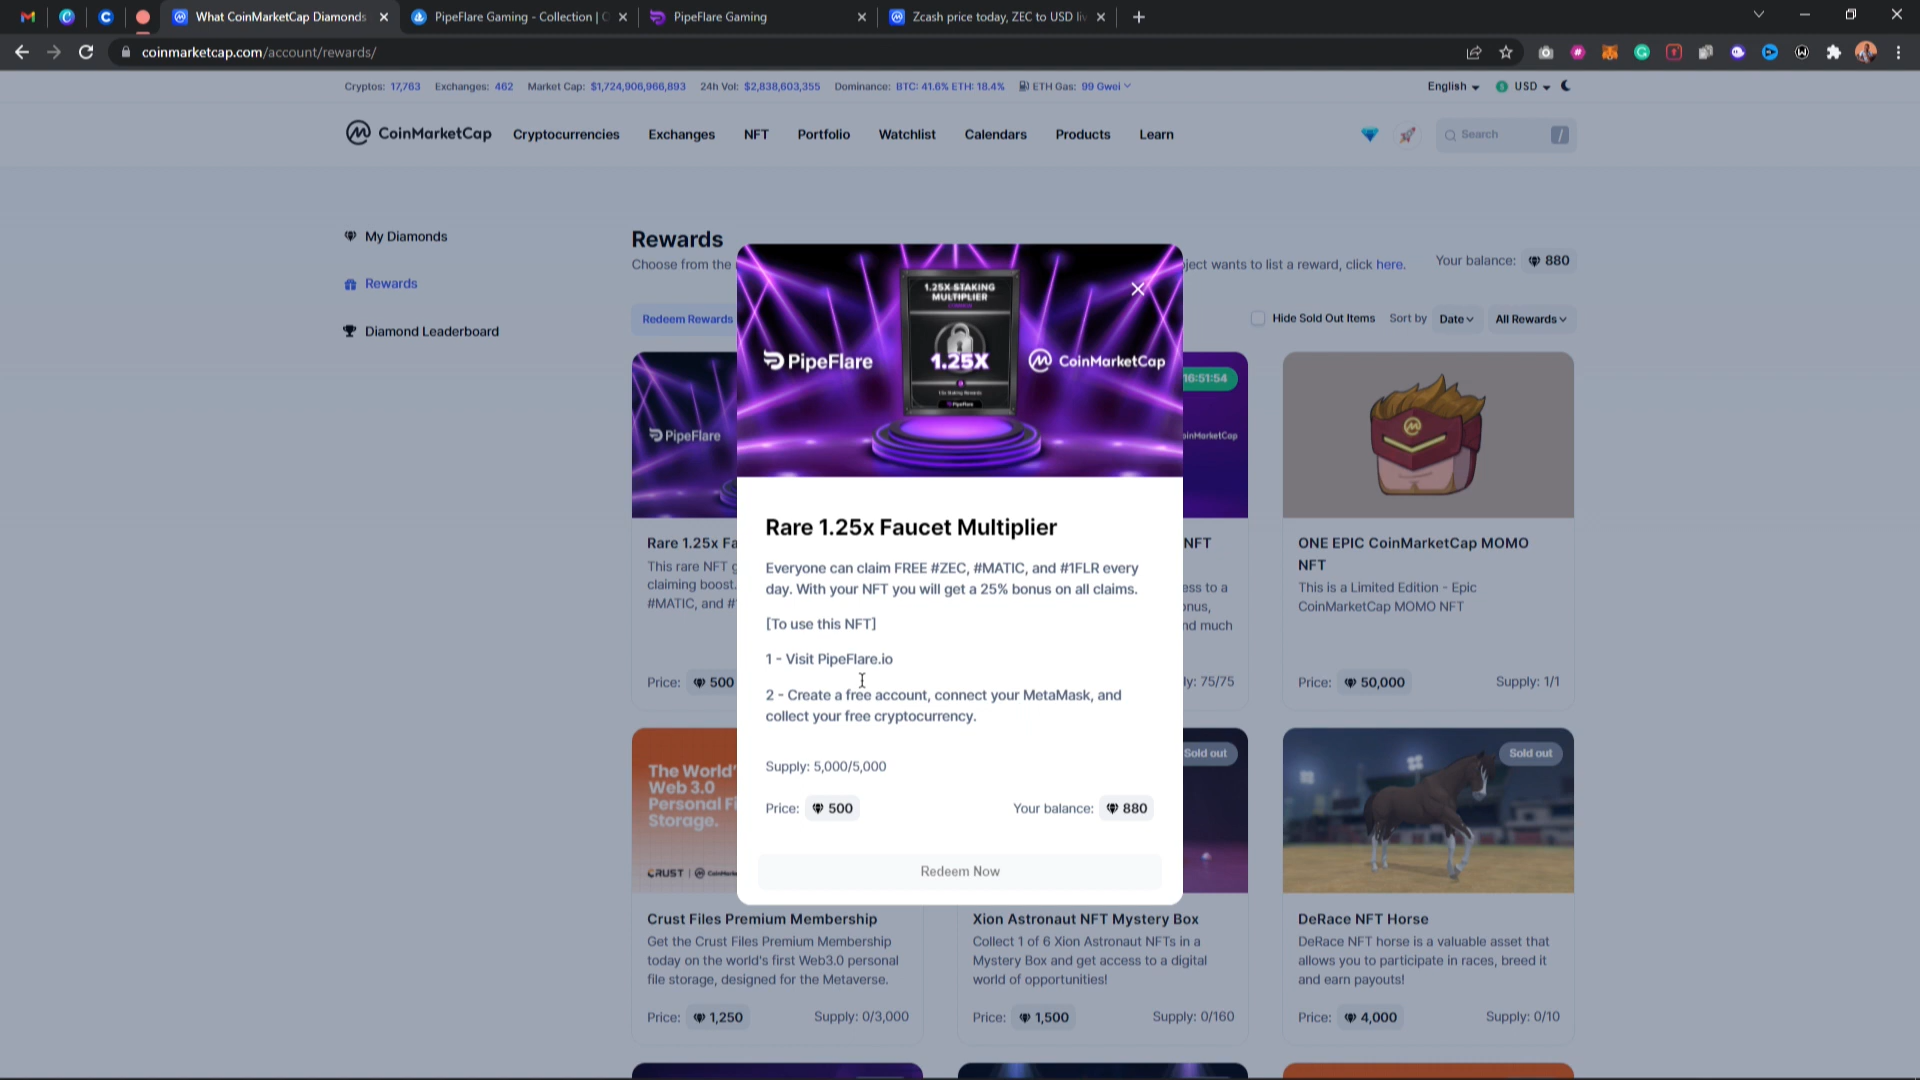 What CoinMarketCap Diamonds
PipeFlare Gaming - Collection |
PipeFlare Gaming
Zcash price today, ZEC to USD liv
coinmarketcap.com/account/rewards/
Cryptos: 17,763 Exchanges: 462 Market Cap: $1,724,906,966,893 24h Vol: $2,838,603,355 Dominance: BTC: 41.6% ETH: 18.4% ETH Gas: 99 Gwei
English USD
CoinMarketCap Cryptocurrencies Exchanges NFT Portfolio Watchlist Calendars Products Learn Search /
My Diamonds
Rewards
Diamond Leaderboard
Rewards
Choose from the
ject wants to list a reward, click here.
Your balance: 880
Redeem Rewards
Hide Sold Out Items Sort by Date All Rewards
PipeFlare
16:51:54
inMarketCap
Rare 1.25x Fa
This rare NFT g
claiming boost.
#MATIC, and #
Price: 500
NFT
ess to a
onus,
nd much
ly: 75/75
ONE EPIC CoinMarketCap MOMO
NFT
This is a Limited Edition - Epic
CoinMarketCap MOMO NFT
Price: 50,000 Supply: 1/1
1.25X STAKING
MULTIPLIER
1.25X
PipeFlare
PipeFlare
CoinMarketCap
Rare 1.25x Faucet Multiplier
Everyone can claim FREE #ZEC, #MATIC, and #1FLR every
day. With your NFT you will get a 25% bonus on all claims.
[To use this NFT]
1 - Visit PipeFlare.io
2 - Create a free account, connect your MetaMask, and
collect your free cryptocurrency.
Supply: 5,000/5,000
Price: 500 Your balance: 880
Redeem Now
The World'
Web 3.0
Personal Fi
Storage.
CRUST
Sold out
Sold out
Crust Files Premium Membership
Get the Crust Files Premium Membership
today on the world's first Web3.0 personal
file storage, designed for the Metaverse.
Price: 1,250 Supply: 0/3,000
Xion Astronaut NFT Mystery Box
Collect 1 of 6 Xion Astronaut NFTs in a
Mystery Box and get access to a digital
world of opportunities!
Price: 1,500 Supply: 0/160
DeRace NFT Horse
DeRace NFT horse is a valuable asset that
allows you to participate in races, breed it
and earn payouts!
Price: 4,000 Supply: 0/10